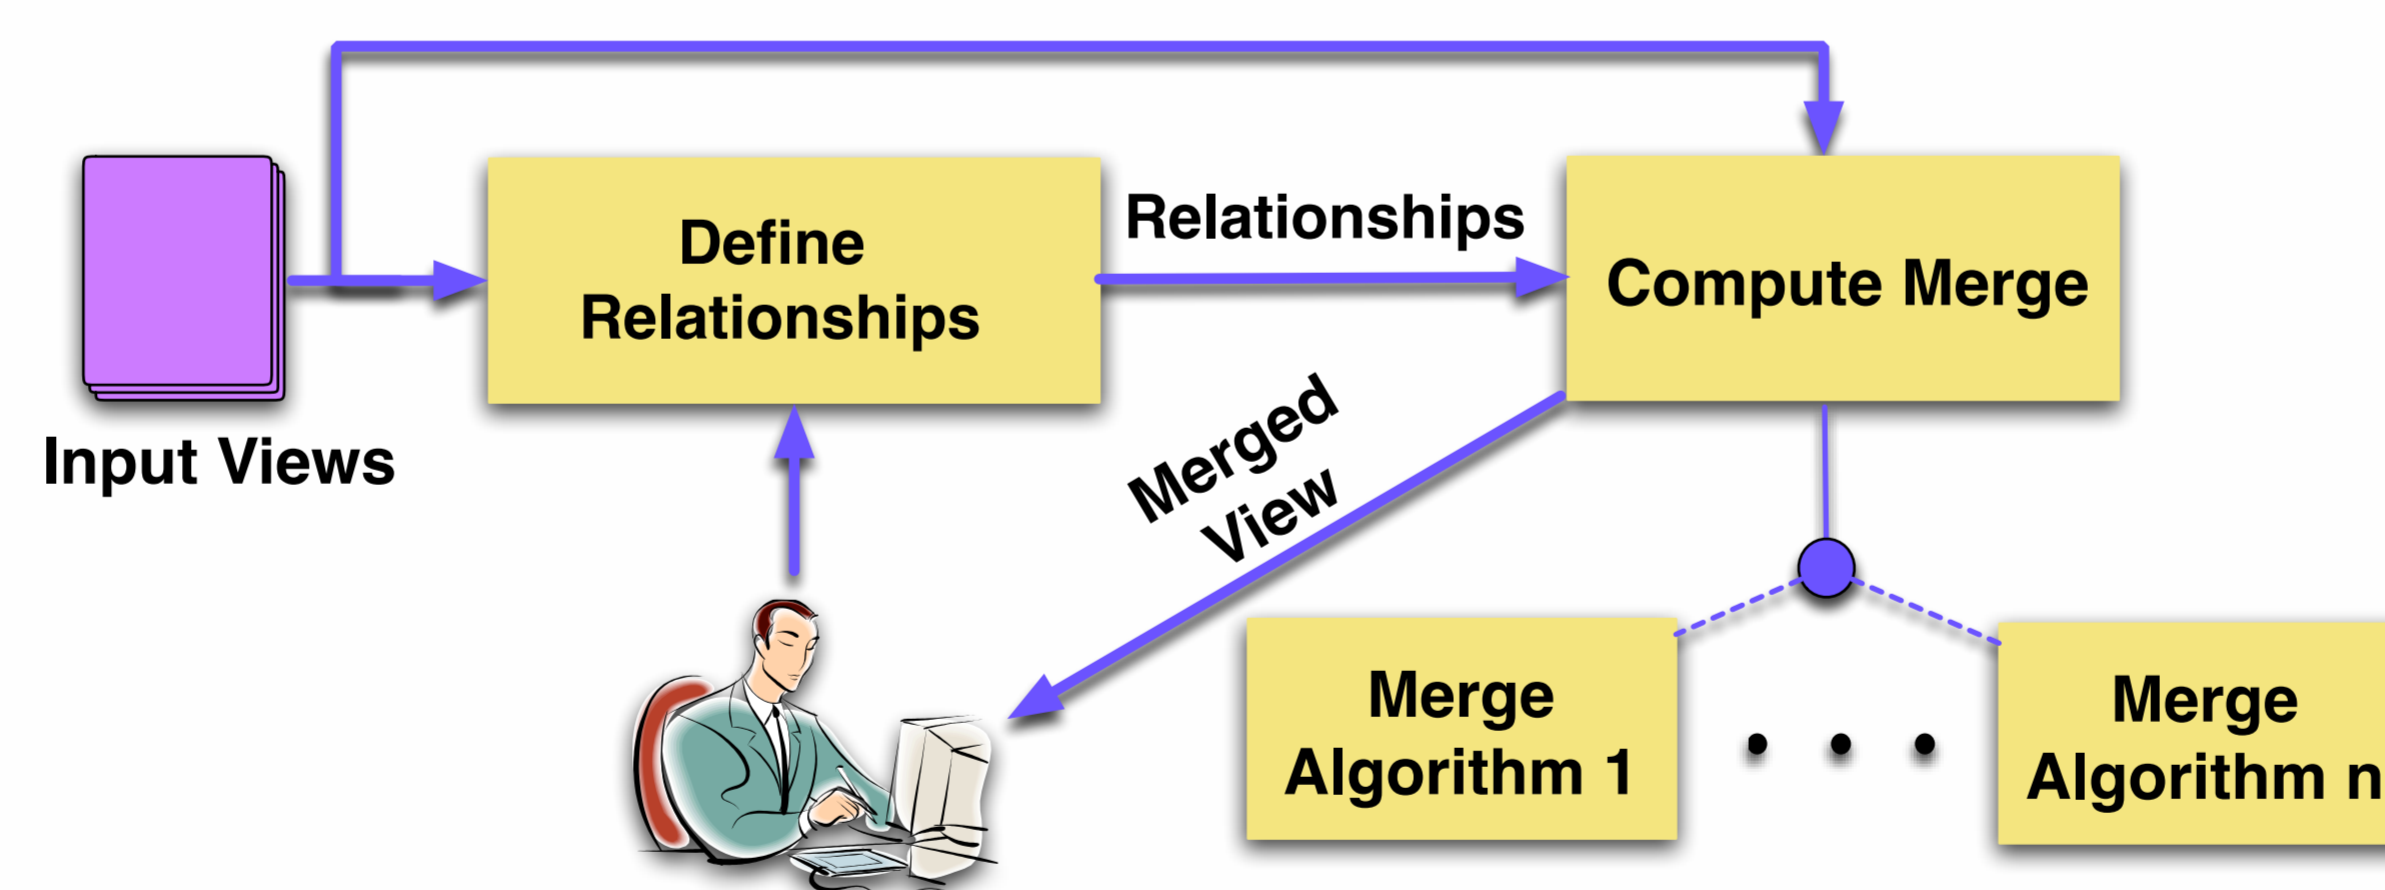 Define
Relationships
Relationships
Compute Merge
Input Views
Merged
View
Merge
Algorithm 1
• • •
Merge
Algorithm n